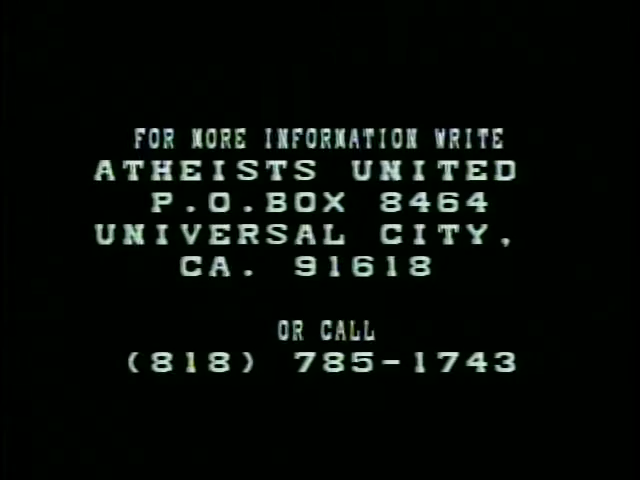 FOR MORE INFORMATION WRITE
ATHEISTS UNITED
P.O.BOX 8464
UNIVERSAL CITY,
CA. 91618
OR CALL
(818) 785-1743